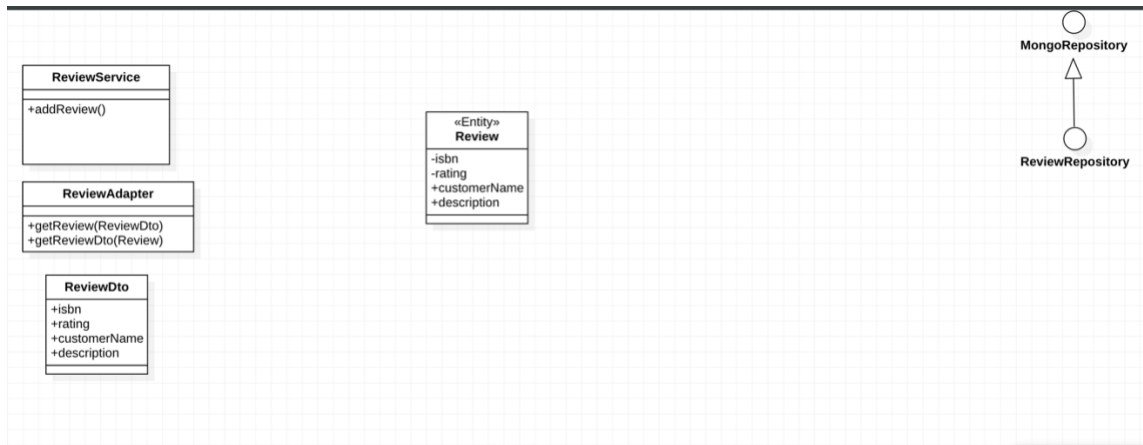 ReviewService
+addReview()
ReviewAdapter
+getReview(ReviewDto)
+getReviewDto(Review)
ReviewDto
+isbn
+rating
+customerName
+description
«Entity»
Review
-isbn
-rating
+customerName
+description
MongoRepository
ReviewRepository